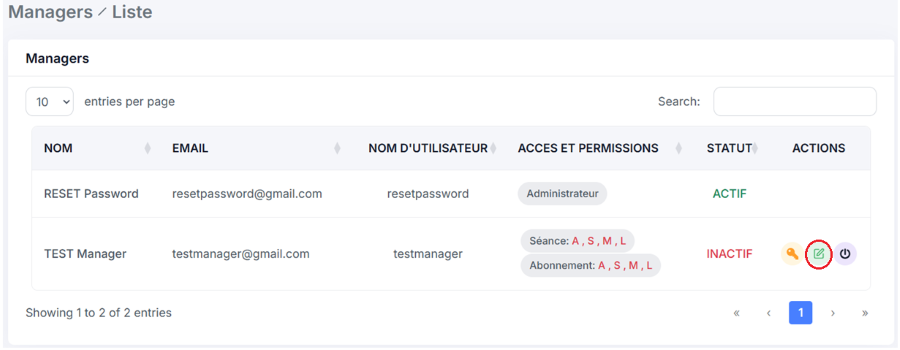 Managers / Liste
Managers
10 entries per page Search:
NOM EMAIL NOM D'UTILISATEUR ACCES ET PERMISSIONS STATUT ACTIONS
RESET Password resetpassword@gmail.com resetpassword Administrateur ACTIF
TEST Manager testmanager@gmail.com testmanager Séance: A , S , M , L INACTIF
Abonnement: A , S , M , L
Showing 1 to 2 of 2 entries « ‹ 1 › »